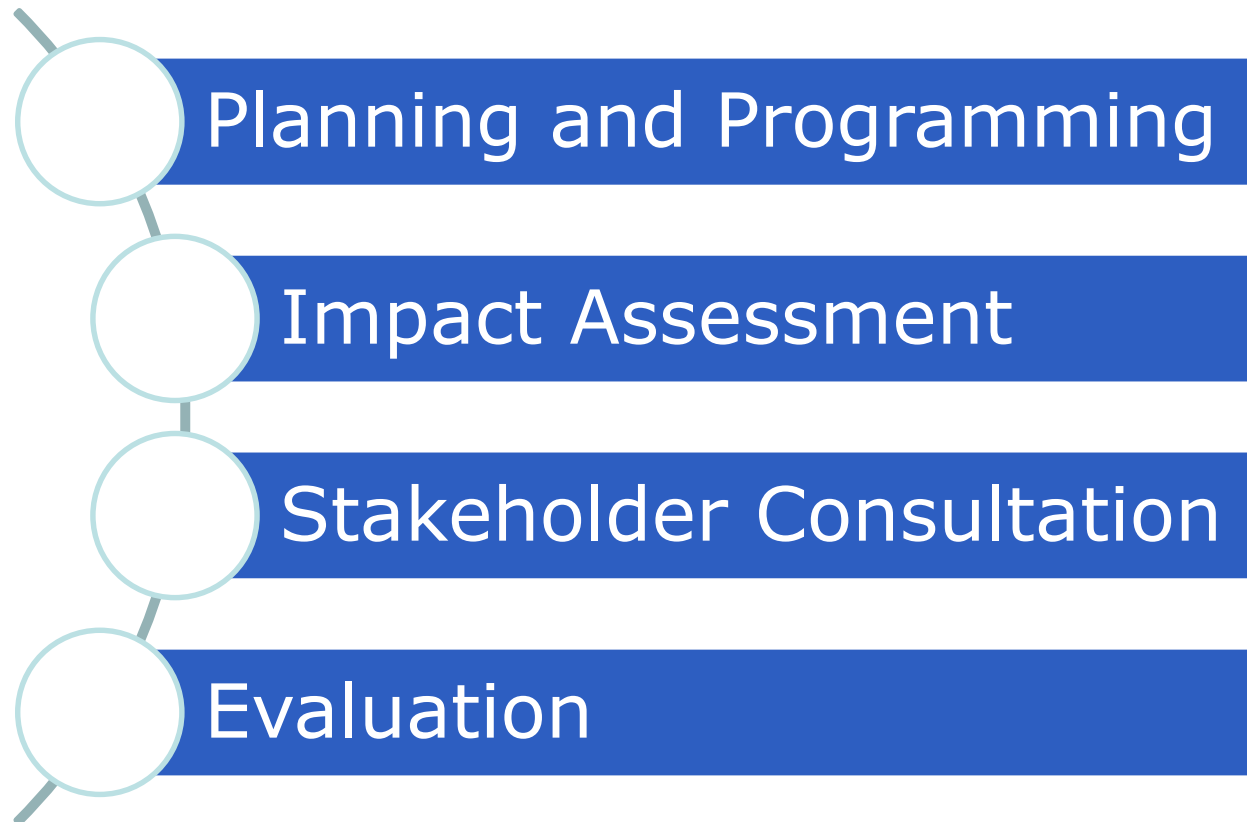 Planning and Programming
Impact Assessment
Stakeholder Consultation
Evaluation